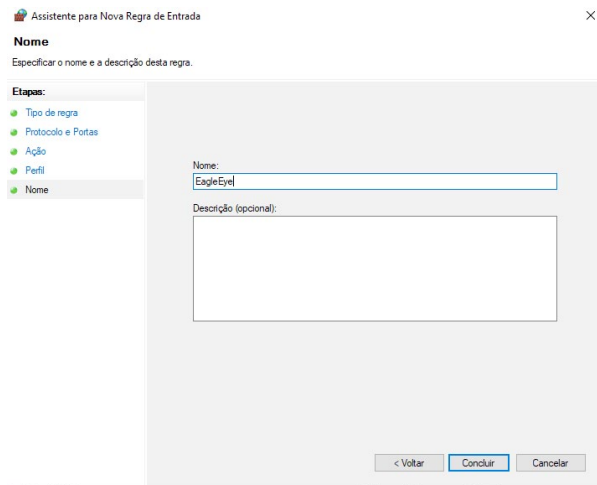 Assistente para Nova Regra de Entrada
Nome
Especificar o nome e a descrição desta regra.
Etapas:
Tipo de regra
Protocolo e Portas
Ação
Perfil
Nome
Nome:
EagleEye
Descrição (opcional):
< Voltar
Concluir
Cancelar